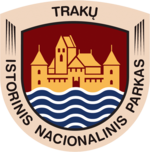 TRAKŲ
ISTORINIS NACIONALINIS PARKAS